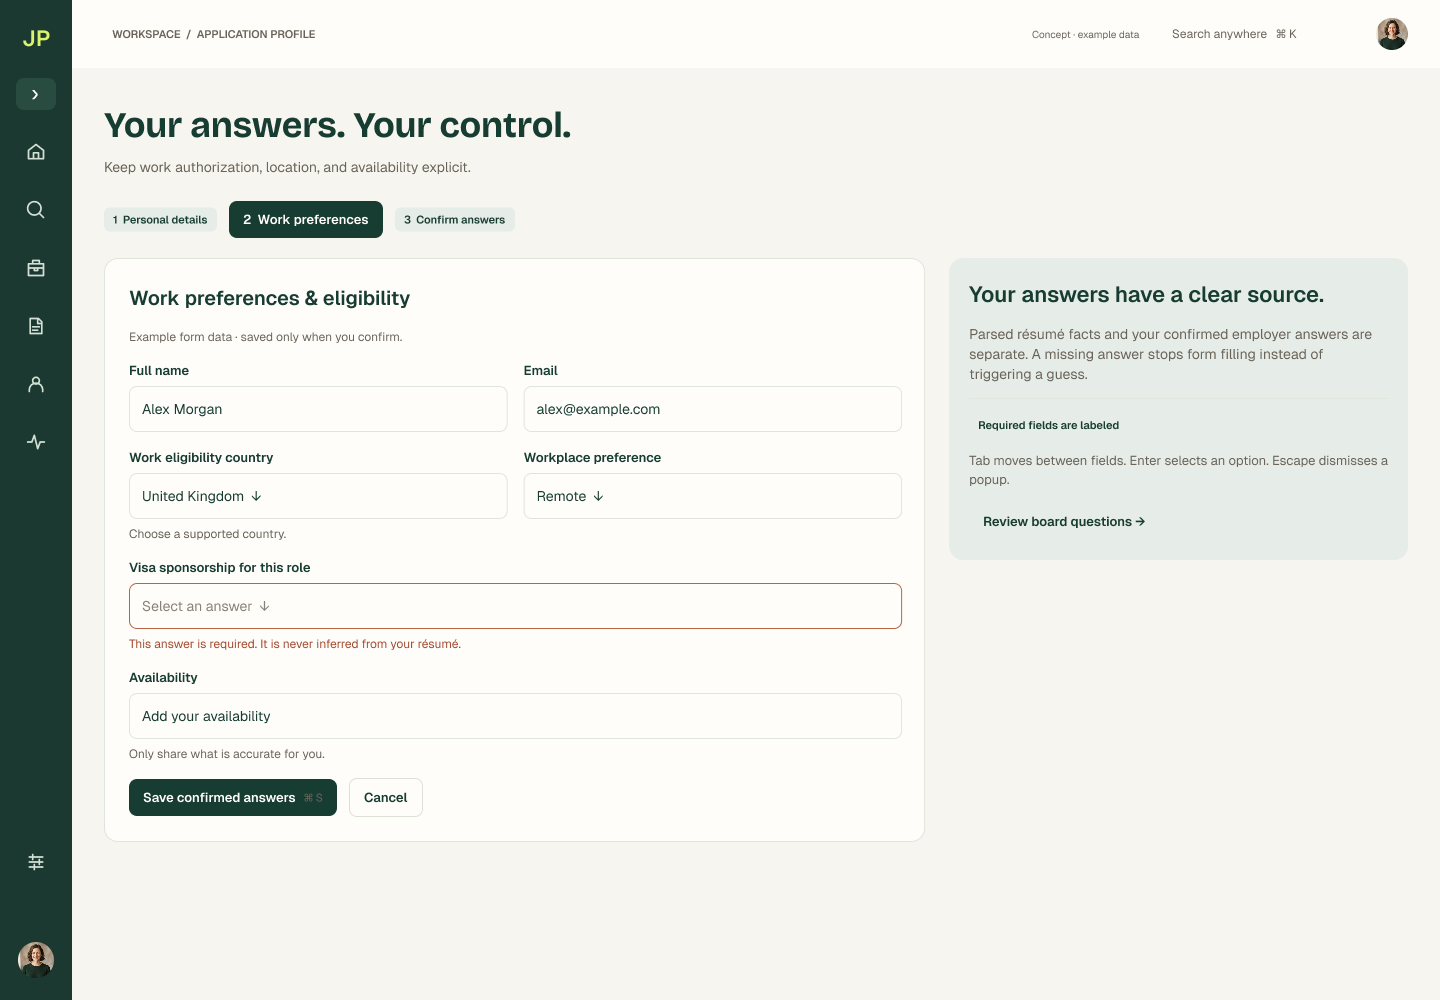 JP
WORKSPACE / APPLICATION PROFILE
Concept · example data
Search anywhere ⌘ K
Your answers. Your control.
Keep work authorization, location, and availability explicit.
1 Personal details
2 Work preferences
3 Confirm answers
Work preferences & eligibility
Example form data · saved only when you confirm.
Full name
Email
Alex Morgan
alex@example.com
Work eligibility country
Workplace preference
United Kingdom ↓
Remote ↓
Choose a supported country.
Visa sponsorship for this role
Select an answer ↓
This answer is required. It is never inferred from your résumé.
Availability
Add your availability
Only share what is accurate for you.
Save confirmed answers ⌘ S
Cancel
Your answers have a clear source.
Parsed résumé facts and your confirmed employer answers are
separate. A missing answer stops form filling instead of
triggering a guess.
Required fields are labeled
Tab moves between fields. Enter selects an option. Escape dismisses a
popup.
Review board questions →